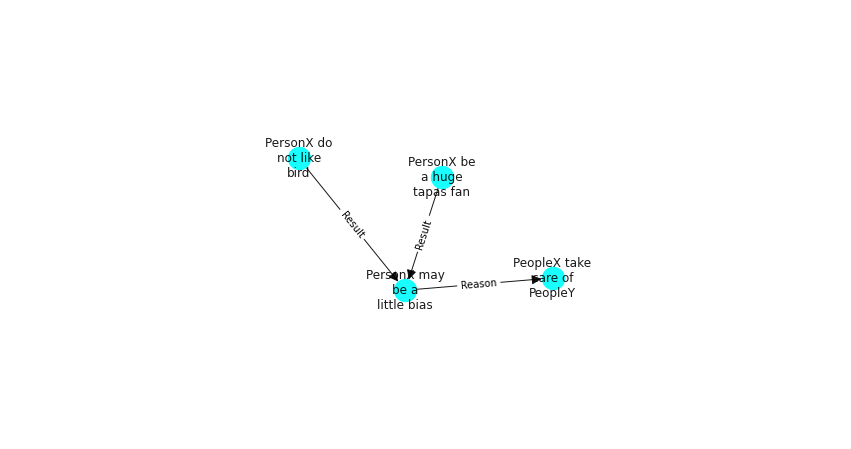 PersonX do
not like
bird
PersonX be
a huge
tapas fan
Result
Result
PersonX may
be a
little bias
Reason
PeopleX take
care of
PeopleY